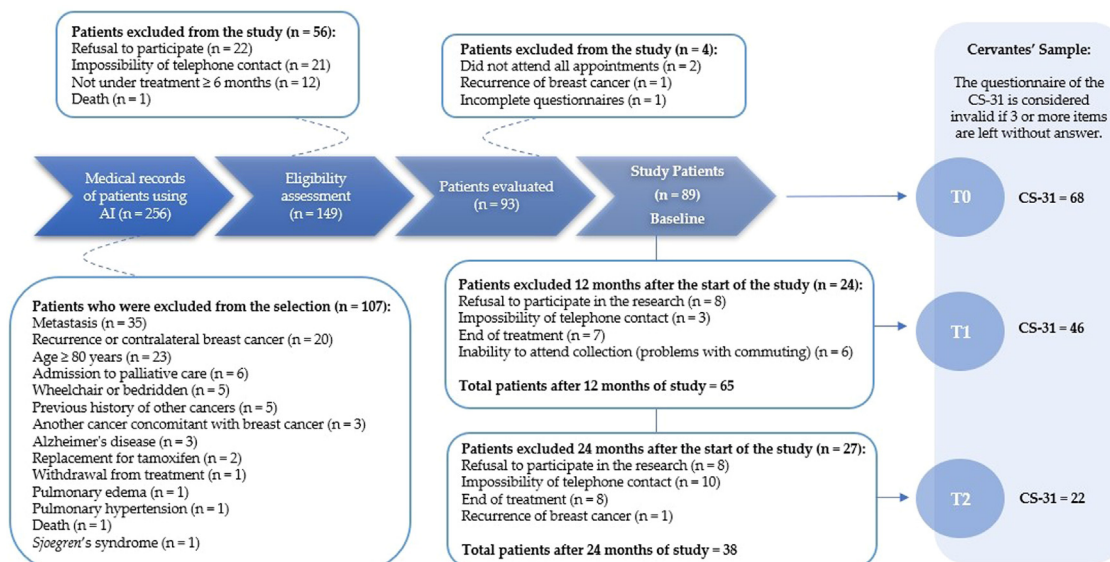 Patients excluded from the study (n = 56):
Refusal to participate (n = 22)
Impossibility of telephone contact (n = 21)
Not under treatment ≥ 6 months (n = 12)
Death (n = 1)
Patients excluded from the study (n = 4):
Did not attend all appointments (n = 2)
Recurrence of breast cancer (n = 1)
Incomplete questionnaires (n = 1)
Cervantes' Sample:
The questionnaire of the
CS-31 is considered
invalid if 3 or more items
are left without answer.
Medical records
of patients using
AI (n = 256)
Eligibility
assessment
(n = 149)
Patients evaluated
(n = 93)
Study Patients
(n = 89)
Baseline
T0
CS-31 = 68
Patients who were excluded from the selection (n = 107):
Metastasis (n = 35)
Recurrence or contralateral breast cancer (n = 20)
Age ≥ 80 years (n = 23)
Admission to palliative care (n = 6)
Wheelchair or bedridden (n = 5)
Previous history of other cancers (n = 5)
Another cancer concomitant with breast cancer (n = 3)
Alzheimer's disease (n = 3)
Replacement for tamoxifen (n = 2)
Withdrawal from treatment (n = 1)
Pulmonary edema (n = 1)
Pulmonary hypertension (n = 1)
Death (n = 1)
Sjoegren's syndrome (n = 1)
Patients excluded 12 months after the start of the study (n = 24):
Refusal to participate in the research (n = 8)
Impossibility of telephone contact (n = 3)
End of treatment (n = 7)
Inability to attend collection (problems with commuting) (n = 6)
Total patients after 12 months of study = 65
T1
CS-31 = 46
Patients excluded 24 months after the start of the study (n = 27):
Refusal to participate in the research (n = 8)
Impossibility of telephone contact (n = 10)
End of treatment (n = 8)
Recurrence of breast cancer (n = 1)
Total patients after 24 months of study = 38
T2
CS-31 = 22